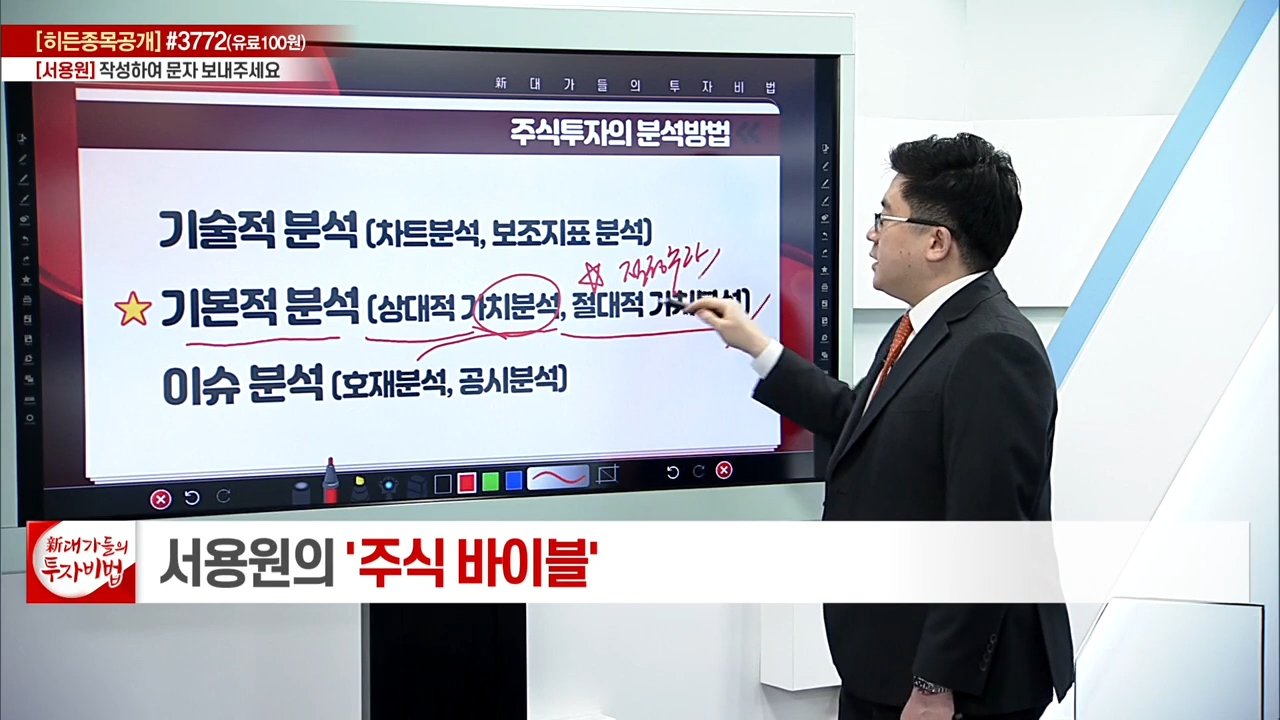 [히든종목공개] #3772(유료100원)
[서용원] 작성하여 문자 보내주세요
新 대 가 들 의 투 자 비 법
주식투자의 분석방법
기술적 분석 (차트분석, 보조지표 분석)
기본적 분석 (상대적 가치분석, 절대적 가치분석)
이슈 분석 (호재분석, 공시분석)
新대가들의
투자비법
서용원의 '주식 바이블'